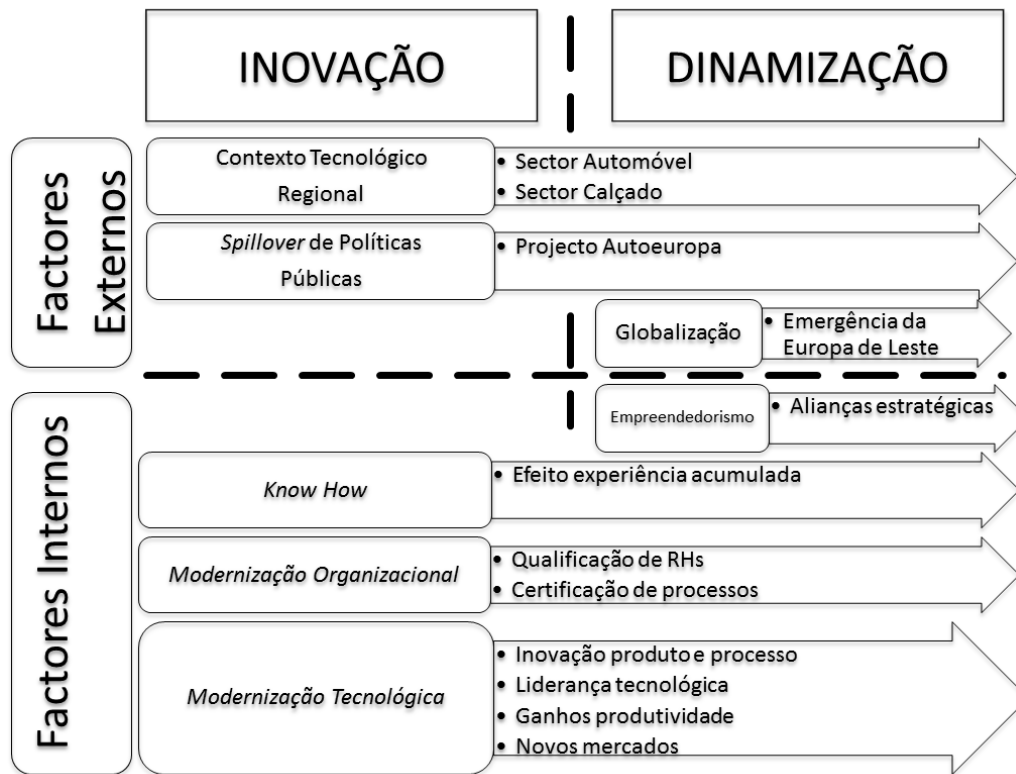 INOVAÇÃO
DINAMIZAÇÃO
Factores
Externos
Contexto Tecnológico
Regional
• Sector Automóvel
• Sector Calçado
Spillover de Políticas
Públicas
• Projecto Autoeuropa
Globalização
• Emergência da
Europa de Leste
Factores Internos
Empreendedorismo
• Alianças estratégicas
Know How
• Efeito experiência acumulada
Modernização Organizacional
• Qualificação de RHs
• Certificação de processos
Modernização Tecnológica
• Inovação produto e processo
• Liderança tecnológica
• Ganhos produtividade
• Novos mercados